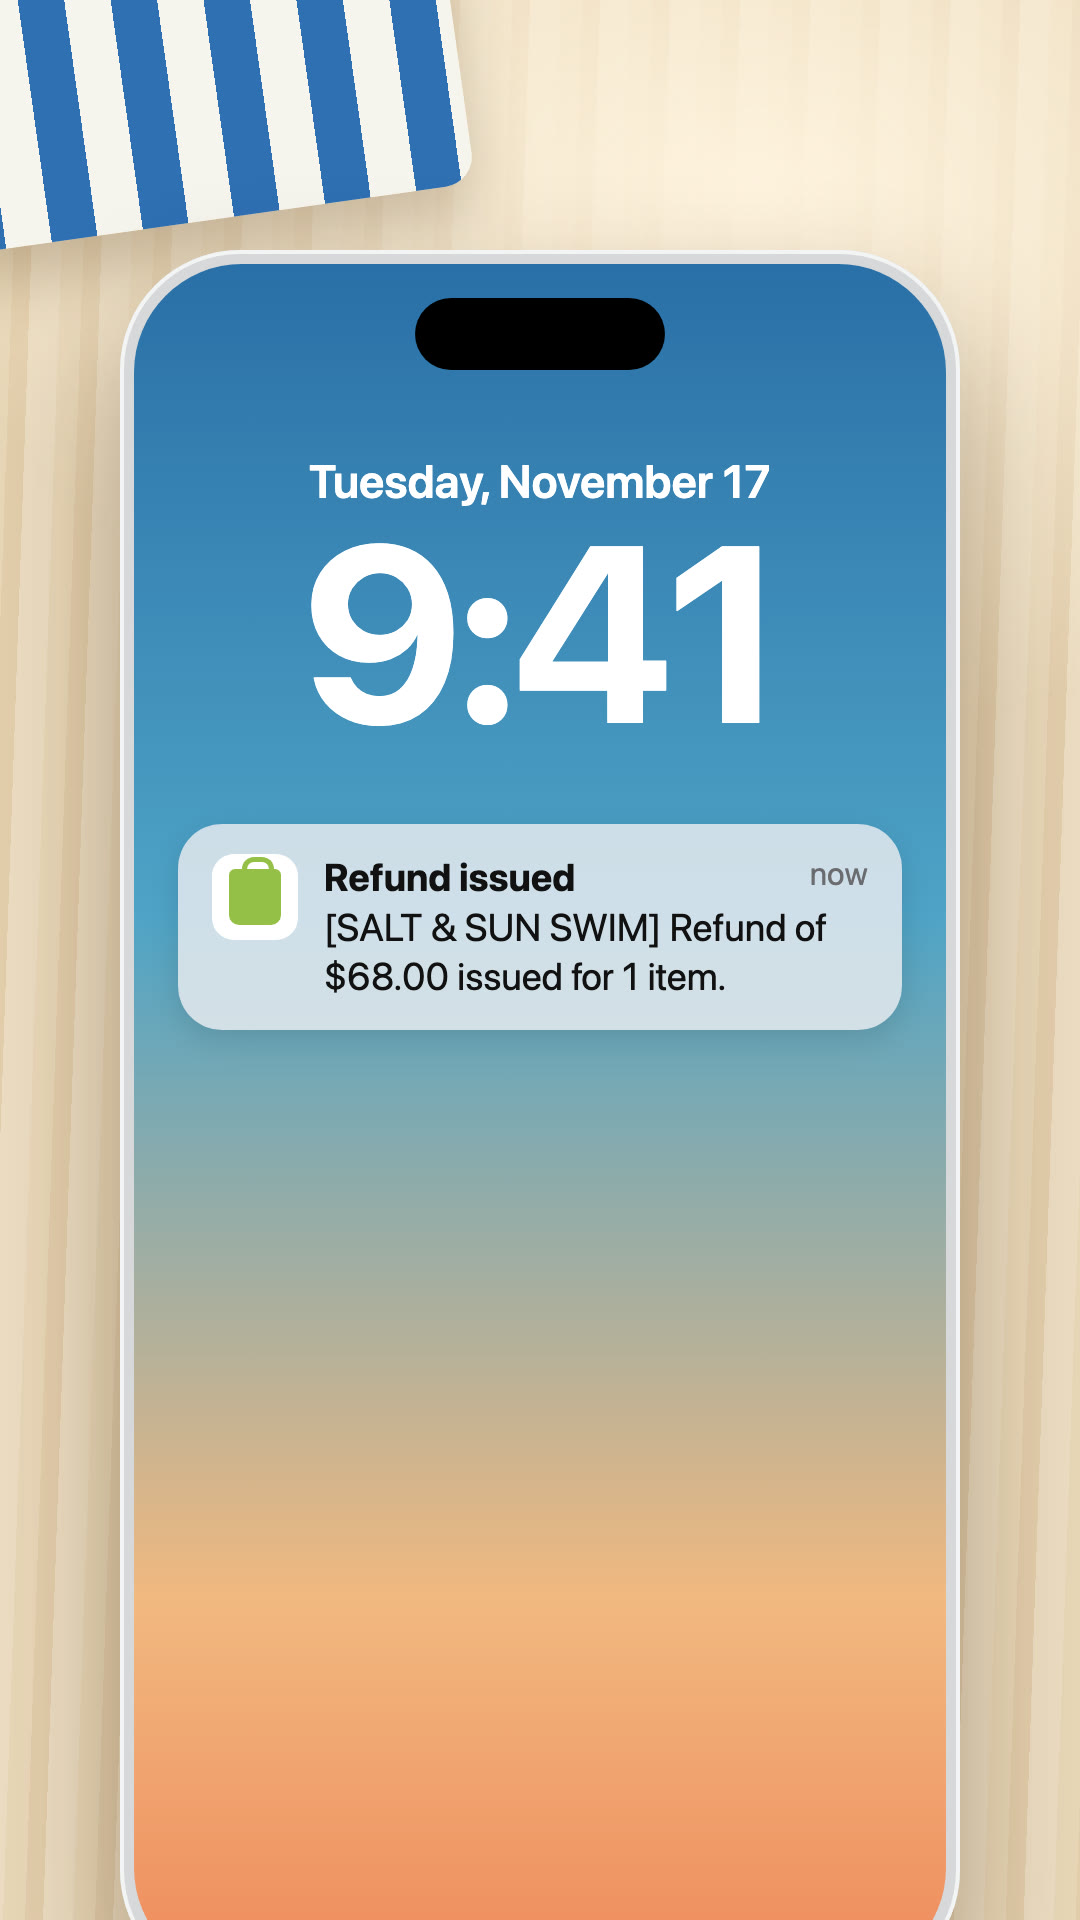 Tuesday, November 17
9:41
Refund issued
now
[SALT & SUN SWIM] Refund of
$68.00 issued for 1 item.